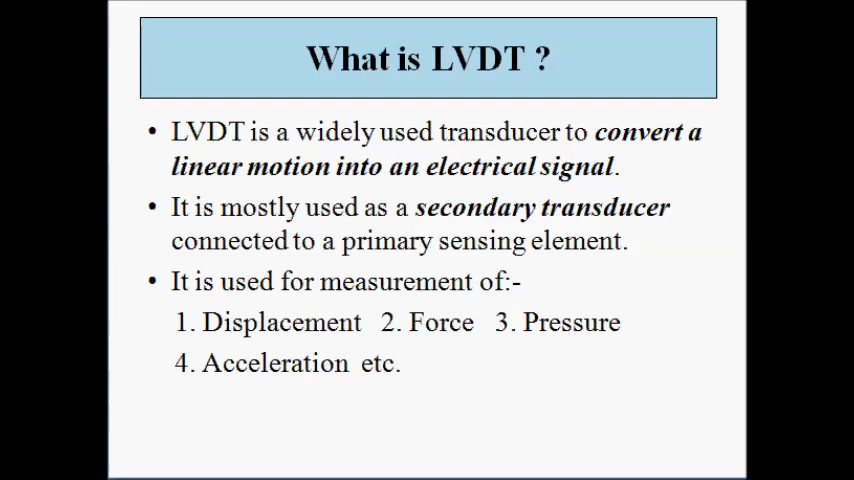 What is LVDT ?
• LVDT is a widely used transducer to convert a
linear motion into an electrical signal.
• It is mostly used as a secondary transducer
connected to a primary sensing element.
• It is used for measurement of:-
1. Displacement 2. Force 3. Pressure
4. Acceleration etc.